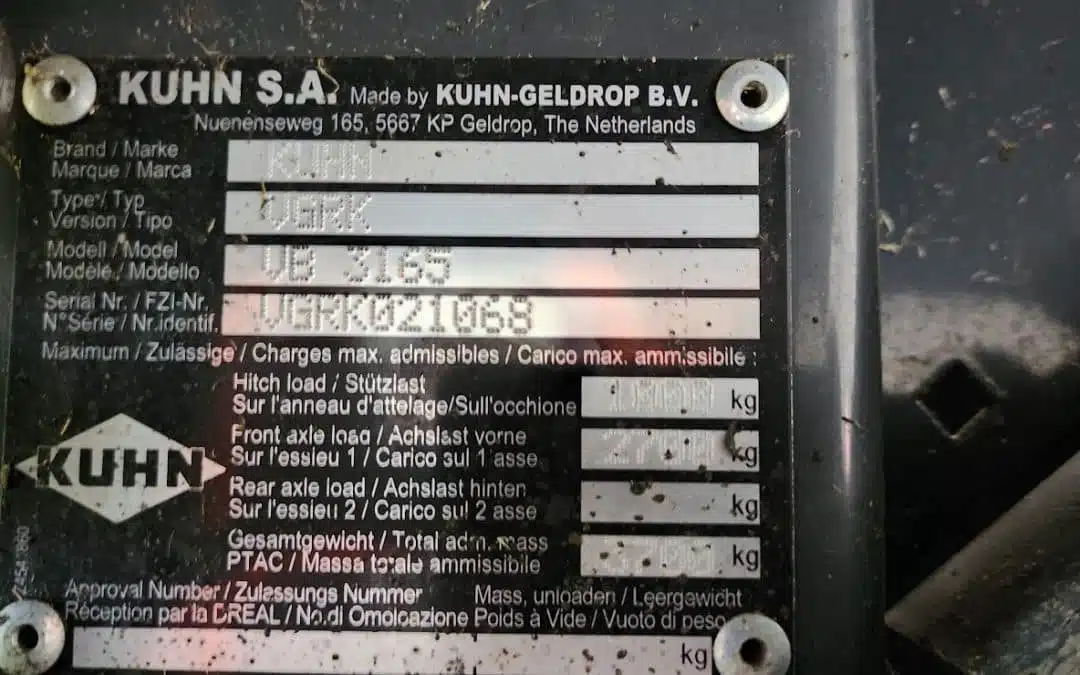 KUHN S.A. Made by KUHN-GELDROP B.V.
Nuenenseweg 165, 5667 KP Geldrop, The Netherlands
Brand / Marke
Marque / Marca
KUHN
Type / Typ
Version / Tipo
VGRK
Modell / Model
Modèle / Modello
VB 3165
Serial Nr. / FZI-Nr.
N° Série / Nr.identif.
VGRK021068
Maximum / Zulässige / Charges max. admissibles / Carico max. ammissibile :
Hitch load / Stützlast
Sur l'anneau d'attelage/Sull'occhione
1000 kg
Front axle load / Achslast vorne
Sur l'essieu 1 / Carico sul 1 asse
2700 kg
Rear axle load / Achslast hinten
Sur l'essieu 2 / Carico sul 2 asse
kg
Gesamtgewicht / Total adm. mass
PTAC / Massa totale ammissibile
3700 kg
KUHN
Approval Number / Zulassungs Nummer
Réception par la DREAL / No.di Omologazione
Mass, unloaden / Leergewicht
Poids à Vide / Vuoto di peso
kg